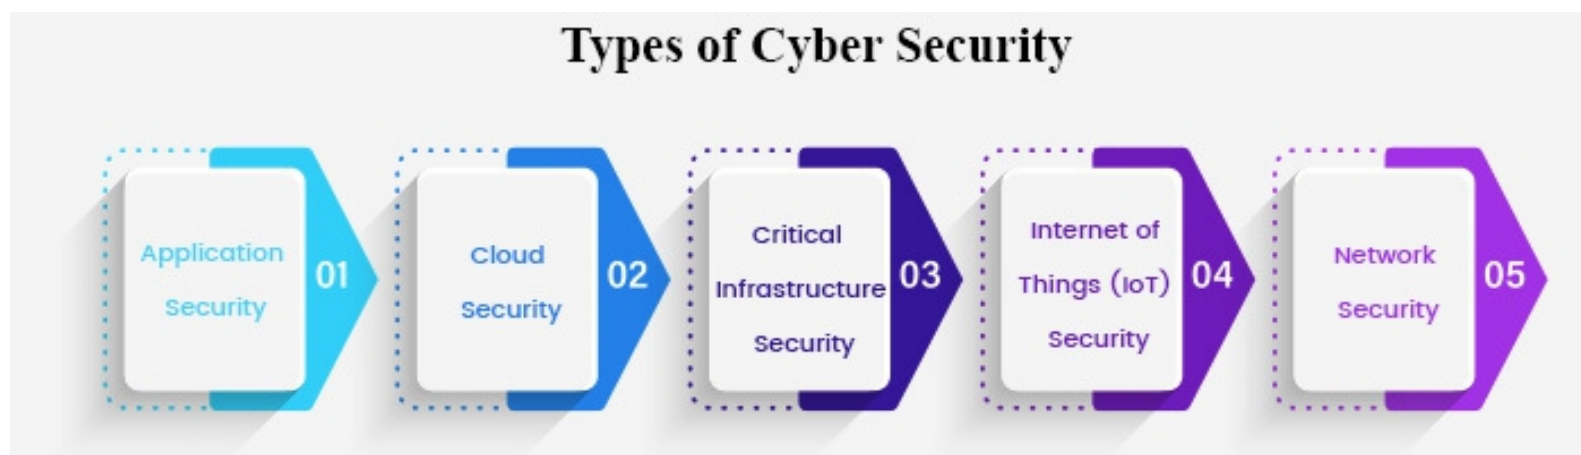 Types of Cyber Security
Application
Security
01
Cloud
Security
02
Critical
Infrastructure
Security
03
Internet of
Things (IoT)
Security
04
Network
Security
05